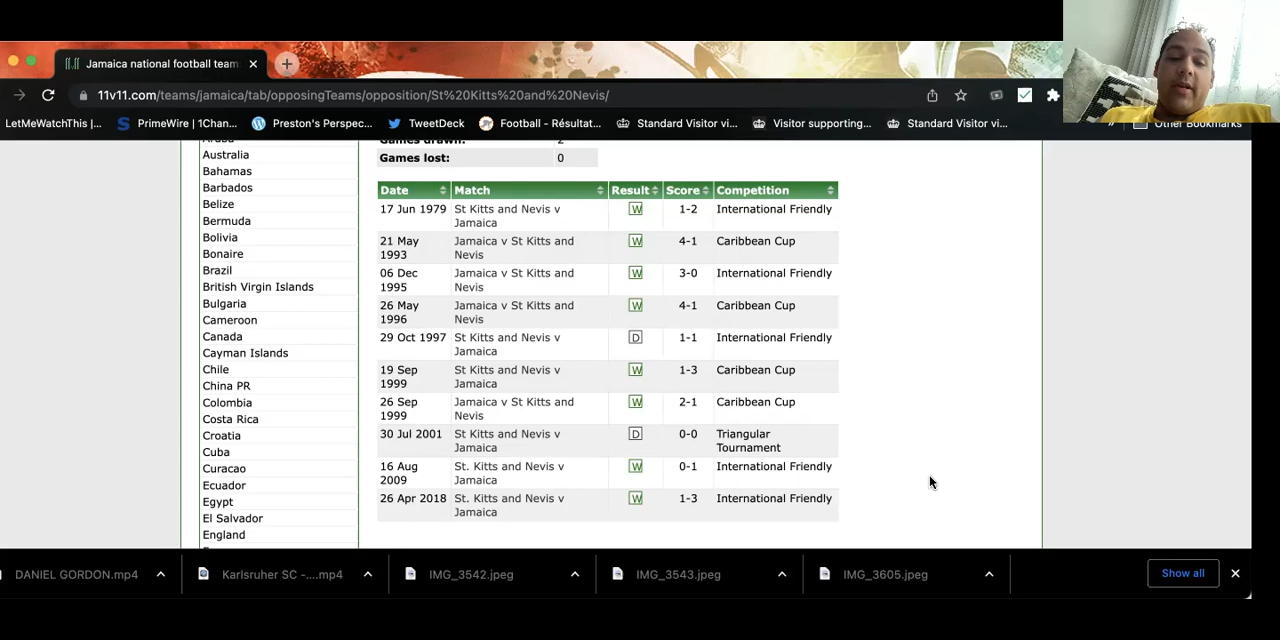 Jamaica national football team
11v11.com/teams/jamaica/tab/opposingTeams/opposition/St%20Kitts%20and%20Nevis/
LetMeWatchThis |...
PrimeWire | 1Chan...
Preston's Perspec...
TweetDeck
Football - Résultat...
Standard Visitor vi...
Visitor supporting...
Standard Visitor vi...
»
Other Bookmarks
Australia
Bahamas
Barbados
Belize
Bermuda
Bolivia
Bonaire
Brazil
British Virgin Islands
Bulgaria
Cameroon
Canada
Cayman Islands
Chile
China PR
Colombia
Costa Rica
Croatia
Cuba
Curacao
Ecuador
Egypt
El Salvador
England
Games drawn: 2
Games lost: 0
Date Match Result Score Competition
17 Jun 1979 St Kitts and Nevis v W 1-2 International Friendly
Jamaica
21 May Jamaica v St Kitts and W 4-1 Caribbean Cup
1993 Nevis
06 Dec Jamaica v St Kitts and W 3-0 International Friendly
1995 Nevis
26 May Jamaica v St Kitts and W 4-1 Caribbean Cup
1996 Nevis
29 Oct 1997 St Kitts and Nevis v D 1-1 International Friendly
Jamaica
19 Sep St Kitts and Nevis v W 1-3 Caribbean Cup
1999 Jamaica
26 Sep Jamaica v St Kitts and W 2-1 Caribbean Cup
1999 Nevis
30 Jul 2001 St Kitts and Nevis v D 0-0 Triangular
Jamaica Tournament
16 Aug St. Kitts and Nevis v W 0-1 International Friendly
2009 Jamaica
26 Apr 2018 St. Kitts and Nevis v W 1-3 International Friendly
Jamaica
DANIEL GORDON.mp4
Karlsruher SC -....mp4
IMG_3542.jpeg
IMG_3543.jpeg
IMG_3605.jpeg
Show all